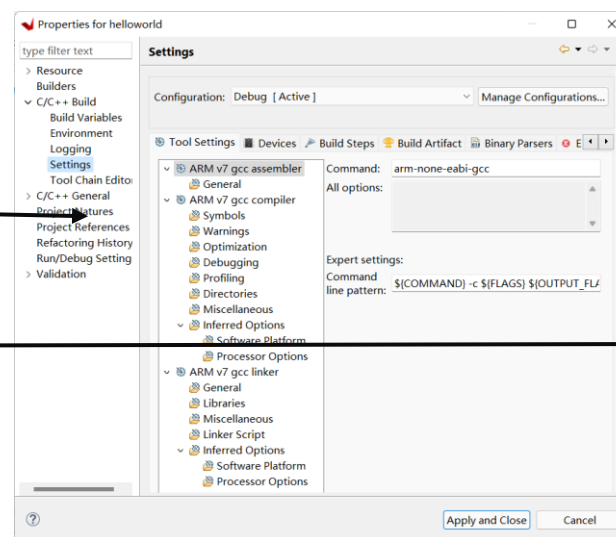 Properties for helloworld
type filter text
Settings
Resource
Builders
C/C++ Build
Build Variables
Environment
Logging
Settings
Tool Chain Editor
C/C++ General
Project Natures
Project References
Refactoring History
Run/Debug Setting
Validation
Configuration: Debug [ Active ]
Manage Configurations...
Tool Settings Devices Build Steps Build Artifact Binary Parsers E
ARM v7 gcc assembler
General
ARM v7 gcc compiler
Symbols
Warnings
Optimization
Debugging
Profiling
Directories
Miscellaneous
Inferred Options
Software Platform
Processor Options
ARM v7 gcc linker
General
Libraries
Miscellaneous
Linker Script
Inferred Options
Software Platform
Processor Options
Command: arm-none-eabi-gcc
All options:
Expert settings:
Command
line pattern: ${COMMAND} -c ${FLAGS} ${OUTPUT_FLA
Apply and Close Cancel